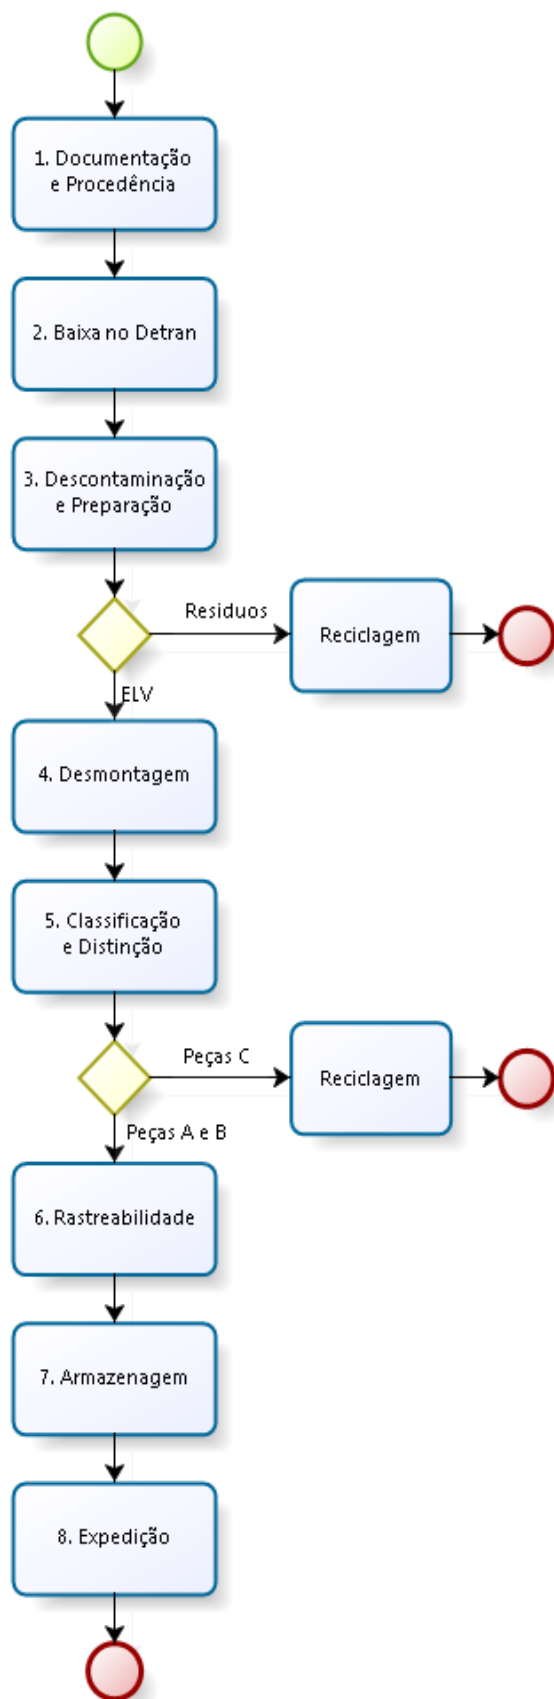 1. Documentação
e Procedência
2. Baixa no Detran
3. Descontaminação
e Preparação
Residuos
Reciclagem
ELV
4. Desmontagem
5. Classificação
e Distinção
Peças C
Reciclagem
Peças A e B
6. Rastreabilidade
7. Armazenagem
8. Expedição